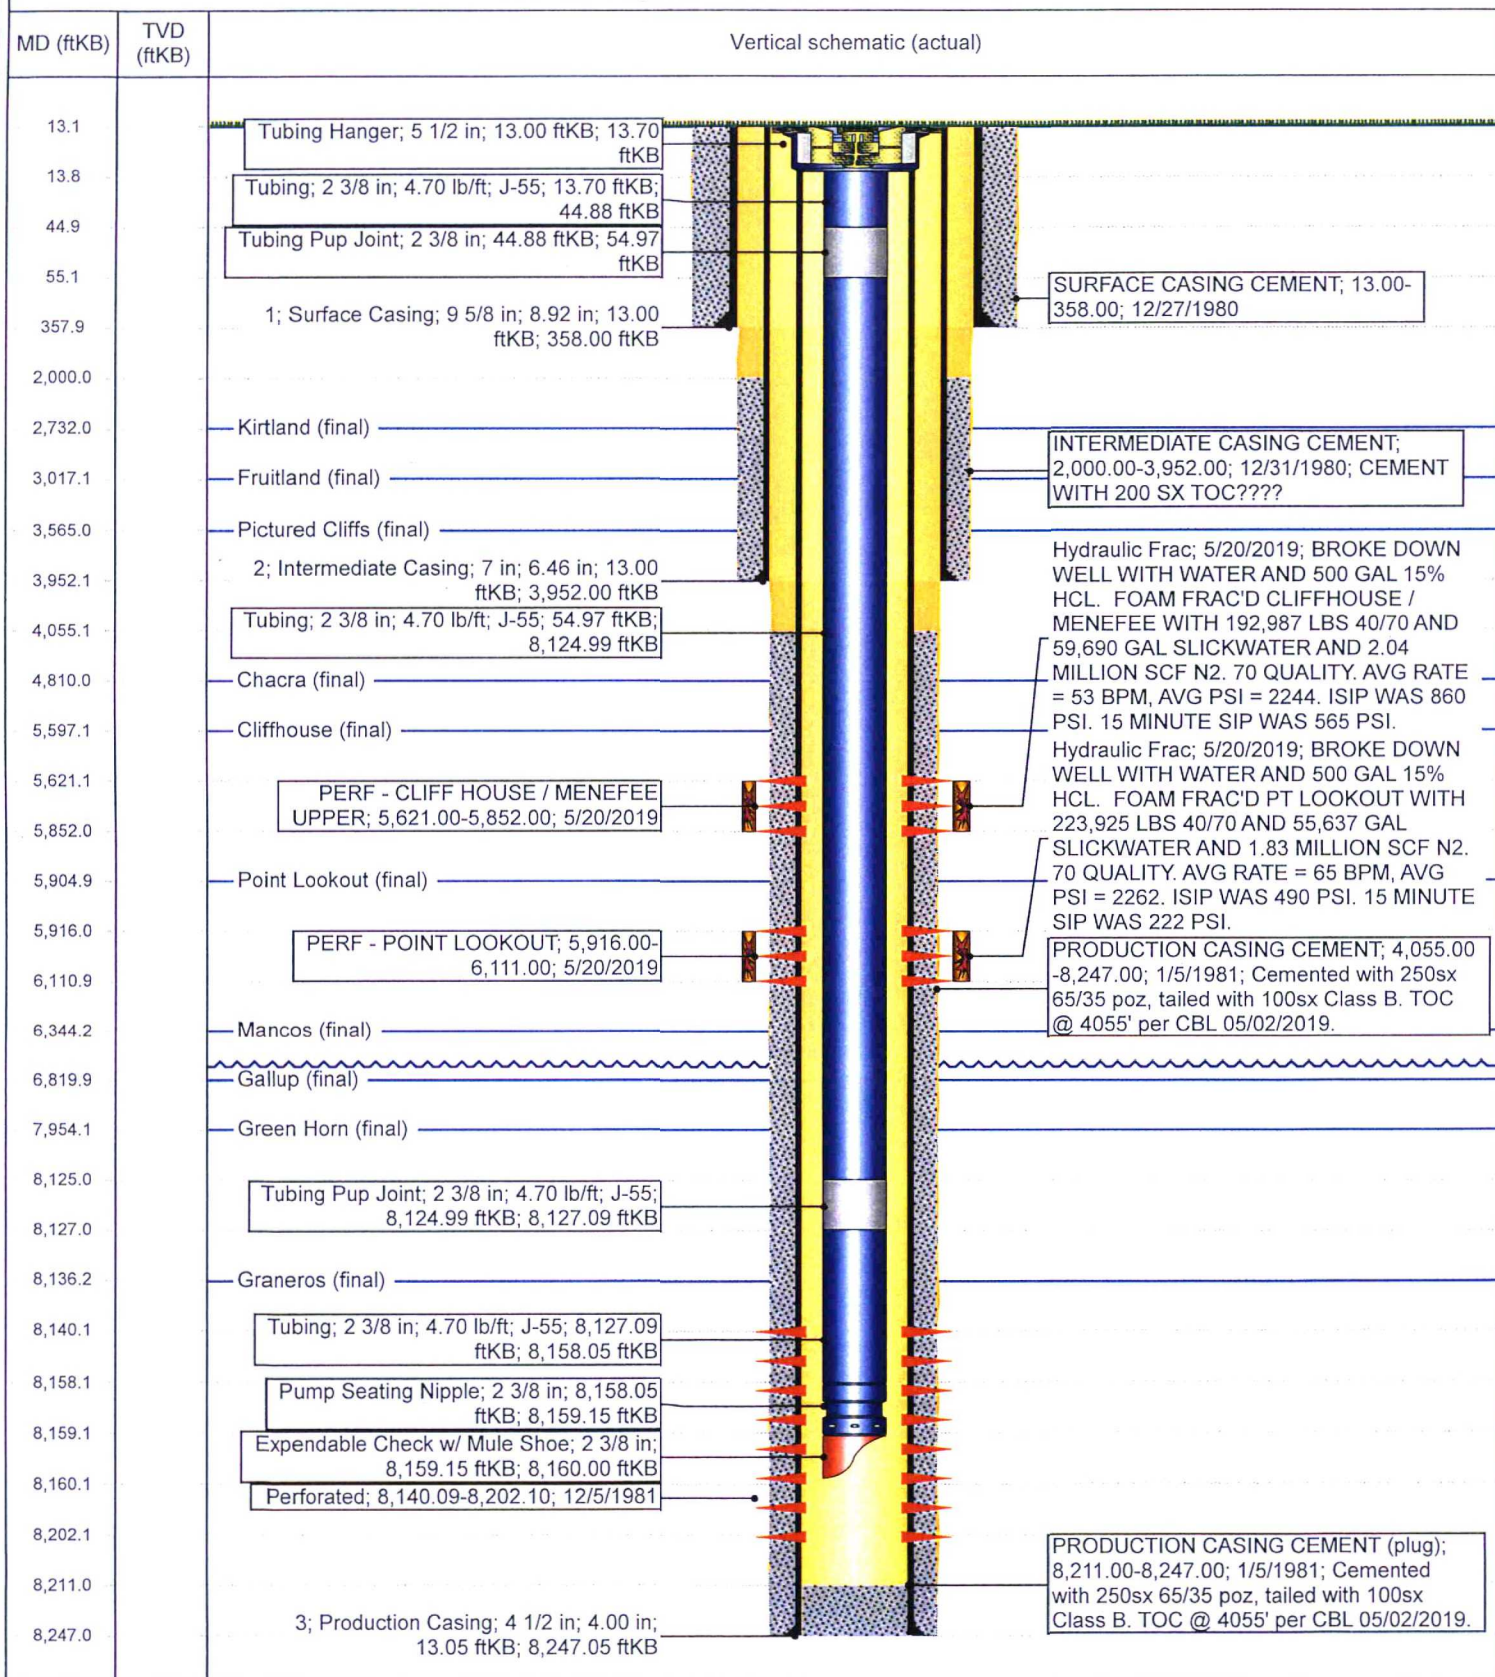 MD (ftKB)
TVD
(ftKB)
Vertical schematic (actual)
13.1
13.8
44.9
55.1
357.9
2,000.0
2,732.0
3,017.1
3,565.0
3,952.1
4,055.1
4,810.0
5,597.1
5,621.1
5,852.0
5,904.9
5,916.0
6,110.9
6,344.2
6,819.9
7,954.1
8,125.0
8,127.0
8,136.2
8,140.1
8,158.1
8,159.1
8,160.1
8,202.1
8,211.0
8,247.0
Tubing Hanger; 5 1/2 in; 13.00 ftKB; 13.70
ftKB
Tubing; 2 3/8 in; 4.70 lb/ft; J-55; 13.70 ftKB;
44.88 ftKB
Tubing Pup Joint; 2 3/8 in; 44.88 ftKB; 54.97
ftKB
1; Surface Casing; 9 5/8 in; 8.92 in; 13.00
ftKB; 358.00 ftKB
Kirtland (final)
Fruitland (final)
Pictured Cliffs (final)
2; Intermediate Casing; 7 in; 6.46 in; 13.00
ftKB; 3,952.00 ftKB
Tubing; 2 3/8 in; 4.70 lb/ft; J-55; 54.97 ftKB;
8,124.99 ftKB
Chacra (final)
Cliffhouse (final)
PERF - CLIFF HOUSE / MENEFEE
UPPER; 5,621.00-5,852.00; 5/20/2019
Point Lookout (final)
PERF - POINT LOOKOUT; 5,916.00-
6,111.00; 5/20/2019
Mancos (final)
Gallup (final)
Green Horn (final)
Tubing Pup Joint; 2 3/8 in; 4.70 lb/ft; J-55;
8,124.99 ftKB; 8,127.09 ftKB
Graneros (final)
Tubing; 2 3/8 in; 4.70 lb/ft; J-55; 8,127.09
ftKB; 8,158.05 ftKB
Pump Seating Nipple; 2 3/8 in; 8,158.05
ftKB; 8,159.15 ftKB
Expendable Check w/ Mule Shoe; 2 3/8 in;
8,159.15 ftKB; 8,160.00 ftKB
Perforated; 8,140.09-8,202.10; 12/5/1981
3; Production Casing; 4 1/2 in; 4.00 in;
13.05 ftKB; 8,247.05 ftKB
SURFACE CASING CEMENT; 13.00-
358.00; 12/27/1980
INTERMEDIATE CASING CEMENT;
2,000.00-3,952.00; 12/31/1980; CEMENT
WITH 200 SX TOC????
Hydraulic Frac; 5/20/2019; BROKE DOWN
WELL WITH WATER AND 500 GAL 15%
HCL. FOAM FRAC'D CLIFFHOUSE /
MENEFEE WITH 192,987 LBS 40/70 AND
59,690 GAL SLICKWATER AND 2.04
MILLION SCF N2. 70 QUALITY. AVG RATE
= 53 BPM, AVG PSI = 2244. ISIP WAS 860
PSI. 15 MINUTE SIP WAS 565 PSI.
Hydraulic Frac; 5/20/2019; BROKE DOWN
WELL WITH WATER AND 500 GAL 15%
HCL. FOAM FRAC'D PT LOOKOUT WITH
223,925 LBS 40/70 AND 55,637 GAL
SLICKWATER AND 1.83 MILLION SCF N2.
70 QUALITY. AVG RATE = 65 BPM, AVG
PSI = 2262. ISIP WAS 490 PSI. 15 MINUTE
SIP WAS 222 PSI.
PRODUCTION CASING CEMENT; 4,055.00
-8,247.00; 1/5/1981; Cemented with 250sx
65/35 poz, tailed with 100sx Class B. TOC
@ 4055' per CBL 05/02/2019.
PRODUCTION CASING CEMENT (plug);
8,211.00-8,247.00; 1/5/1981; Cemented
with 250sx 65/35 poz, tailed with 100sx
Class B. TOC @ 4055' per CBL 05/02/2019.